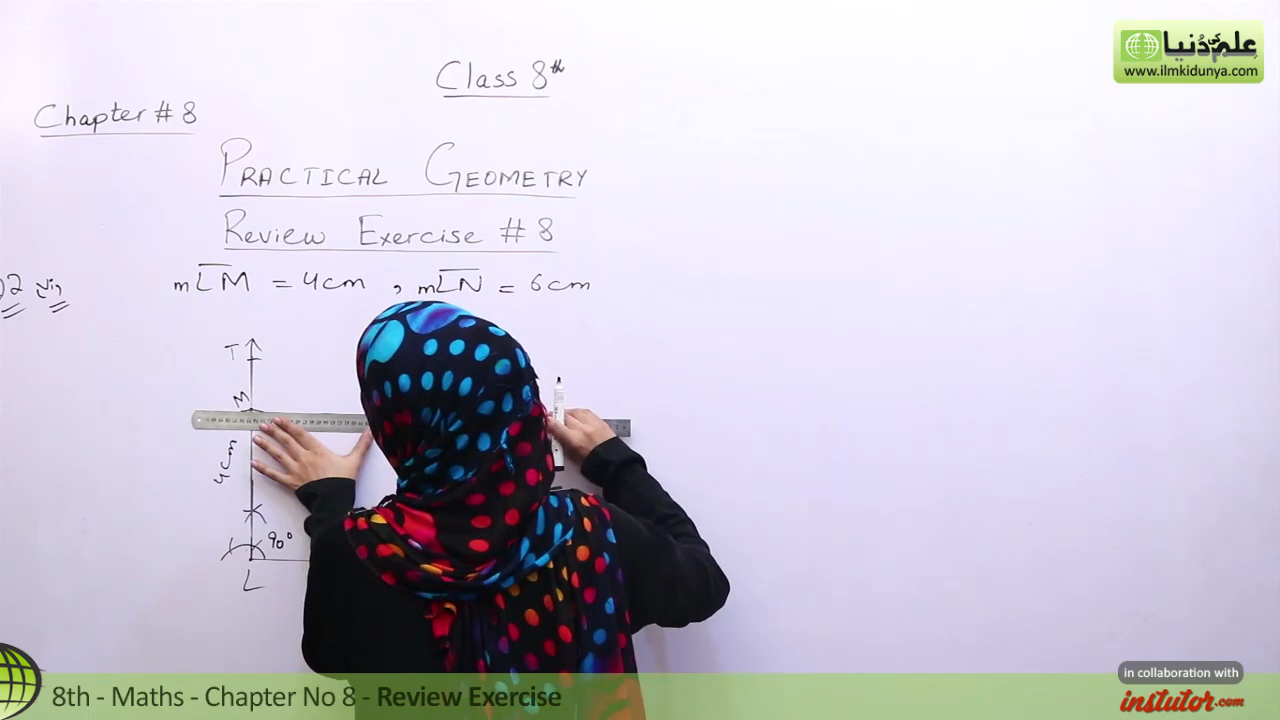 علم کی دُنیا
www.ilmkidunya.com
Class 8th
Chapter # 8
PRACTICAL GEOMETRY
Review Exercise # 8
mLM = 4cm , mLN = 6cm
T
M
4cm
90°
L
in collaboration with
instutor.com
8th - Maths - Chapter No 8 - Review Exercise